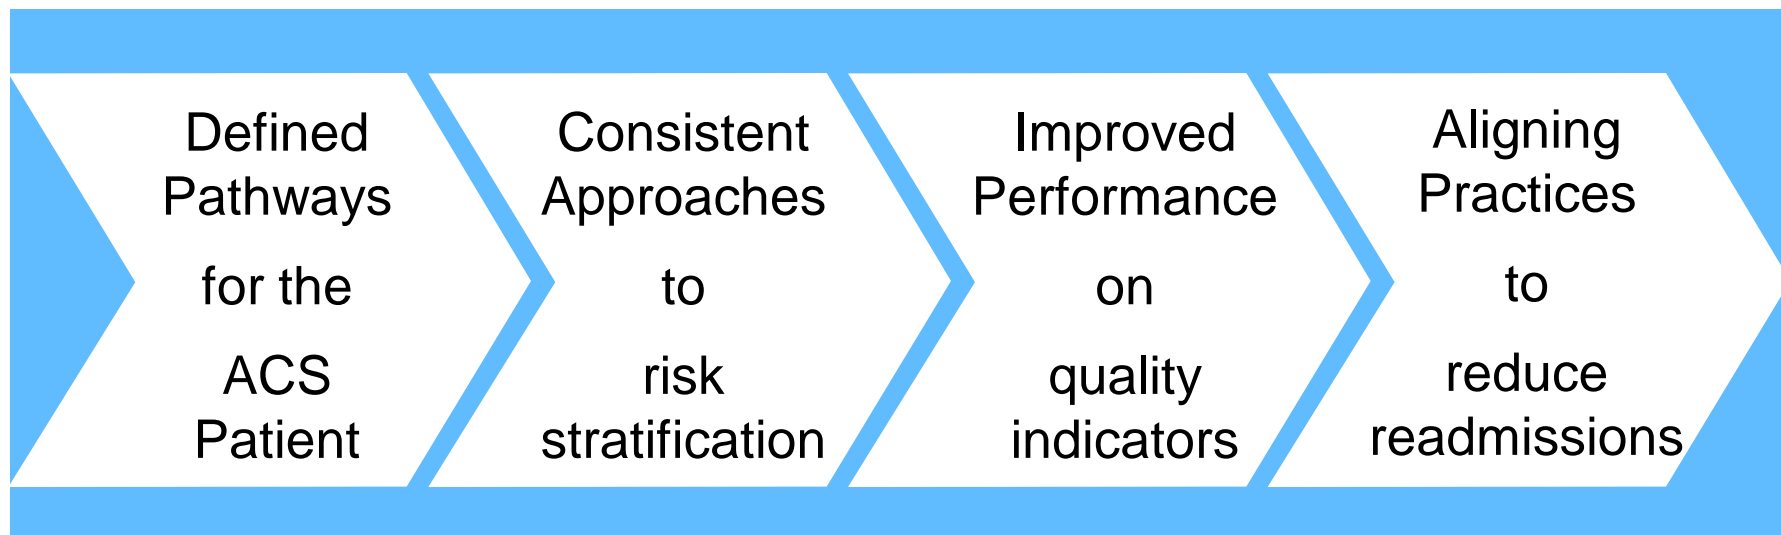 Defined
Pathways
for the
ACS
Patient
Consistent
Approaches
to
risk
stratification
Improved
Performance
on
quality
indicators
Aligning
Practices
to
reduce
readmissions